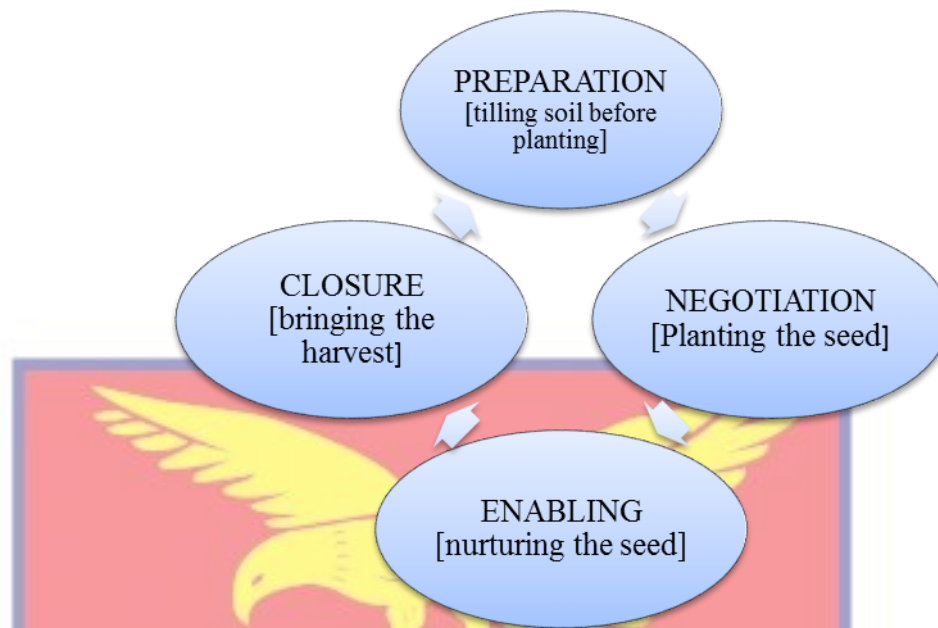 PREPARATION
[tilling soil before
planting]
CLOSURE
[bringing the
harvest]
NEGOTIATION
[Planting the seed]
ENABLING
[nurturing the seed]